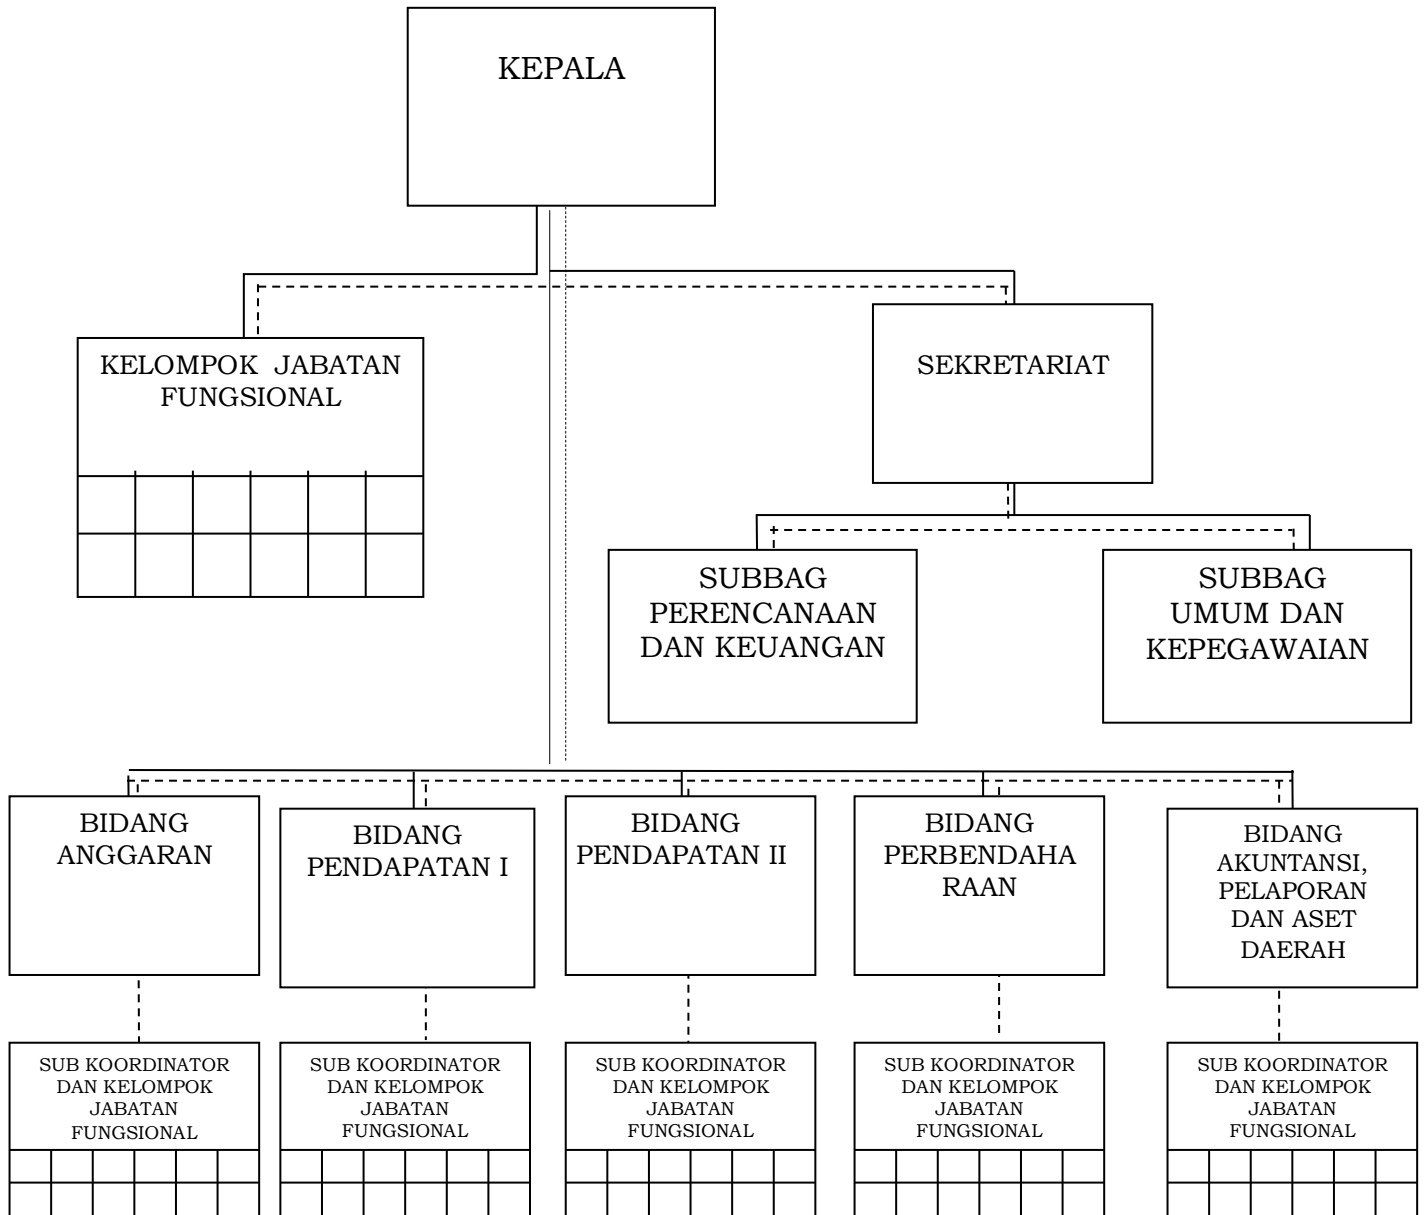 KEPALA
KELOMPOK JABATAN
FUNGSIONAL
SEKRETARIAT
SUBBAG
PERENCANAAN
DAN KEUANGAN
SUBBAG
UMUM DAN
KEPEGAWAIAN
BIDANG
ANGGARAN
BIDANG
PENDAPATAN I
BIDANG
PENDAPATAN II
BIDANG
PERBENDAHA
RAAN
BIDANG
AKUNTANSI,
PELAPORAN
DAN ASET
DAERAH
SUB KOORDINATOR
DAN KELOMPOK
JABATAN
FUNGSIONAL
SUB KOORDINATOR
DAN KELOMPOK
JABATAN
FUNGSIONAL
SUB KOORDINATOR
DAN KELOMPOK
JABATAN
FUNGSIONAL
SUB KOORDINATOR
DAN KELOMPOK
JABATAN
FUNGSIONAL
SUB KOORDINATOR
DAN KELOMPOK
JABATAN
FUNGSIONAL